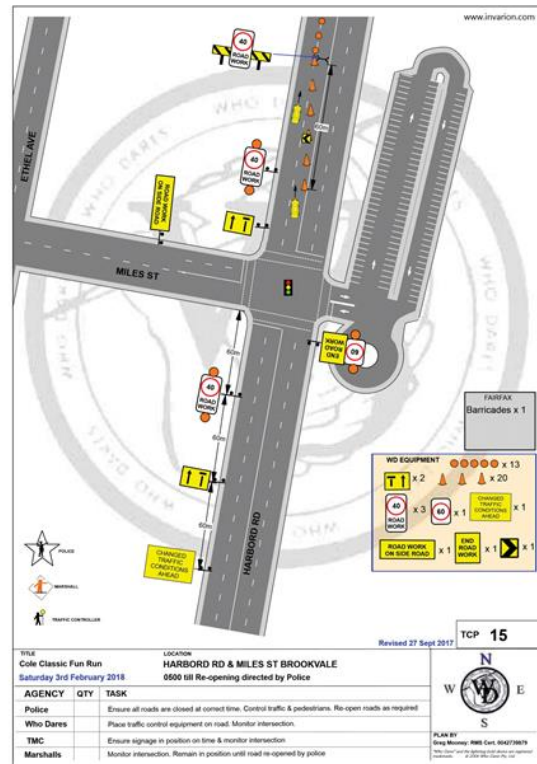 www.invarion.com
40
ROAD
WORK
ETHEL AVE
60m
40
ROAD
WORK
ROAD WORK
ON SIDE ROAD
MILES ST
END
ROAD
WORK
60
60m
40
ROAD
WORK
60m
60m
HARBORD RD
CHANGED
TRAFFIC
CONDITIONS
AHEAD
FAIRFAX
Barricades x 1
WD EQUIPMENT
x 13
x 2
x 20
40
ROAD
WORK
x 3
60
x 1
CHANGED
TRAFFIC
CONDITIONS
AHEAD
x 1
ROAD WORK
ON SIDE ROAD
x 1
END
ROAD
WORK
x 1
x 1
POLICE
MARSHALL
TRAFFIC CONTROLLER
Revised 27 Sept 2017
TCP 15
TITLE
Cole Classic Fun Run
Saturday 3rd February 2018
LOCATION
HARBORD RD & MILES ST BROOKVALE
0500 till Re-opening directed by Police
AGENCY QTY TASK
Police Ensure all roads are closed at correct time. Control traffic & pedestrians. Re-open roads as required
Who Dares Place traffic control equipment on road. Monitor intersection.
TMC Ensure signage in position on time & monitor intersection
Marshalls Monitor intersection. Remain in position until road re-opened by police
N
W
E
S
WD
PLAN BY
Greg Mooney: RMS Cert.
WHO DARES